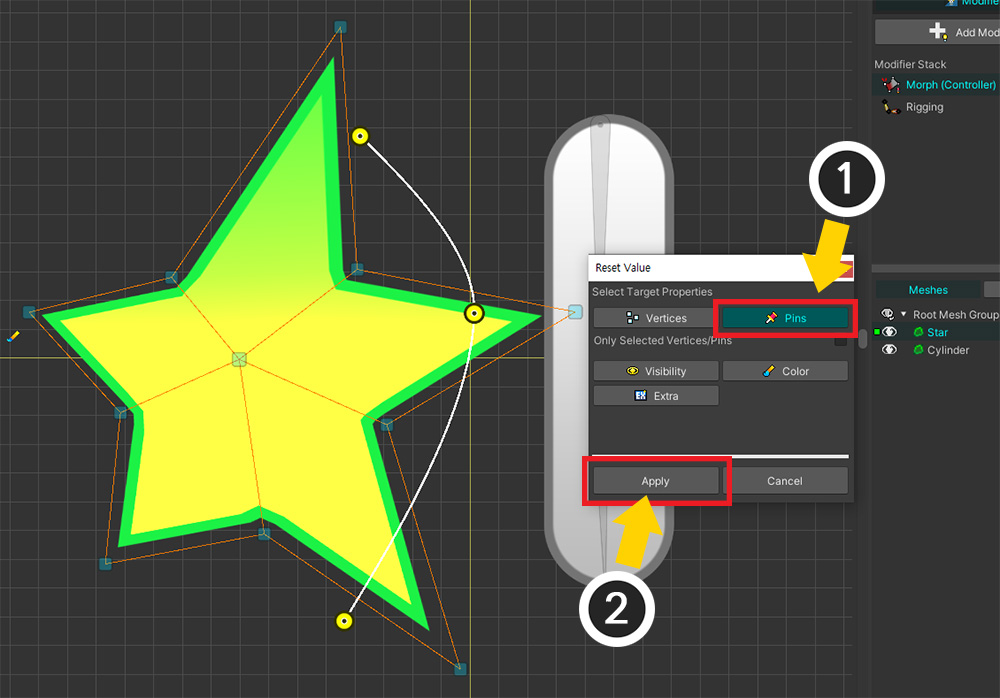 Modifie
Add Mod
Modifier Stack
Morph (Controller)
Rigging
1
Reset Value
Select Target Properties
Vertices
Pins
Only Selected Vertices/Pins
Visibility
Color
EX
Extra
Apply
Cancel
2
Meshes
Root Mesh Group
Star
Cylinder